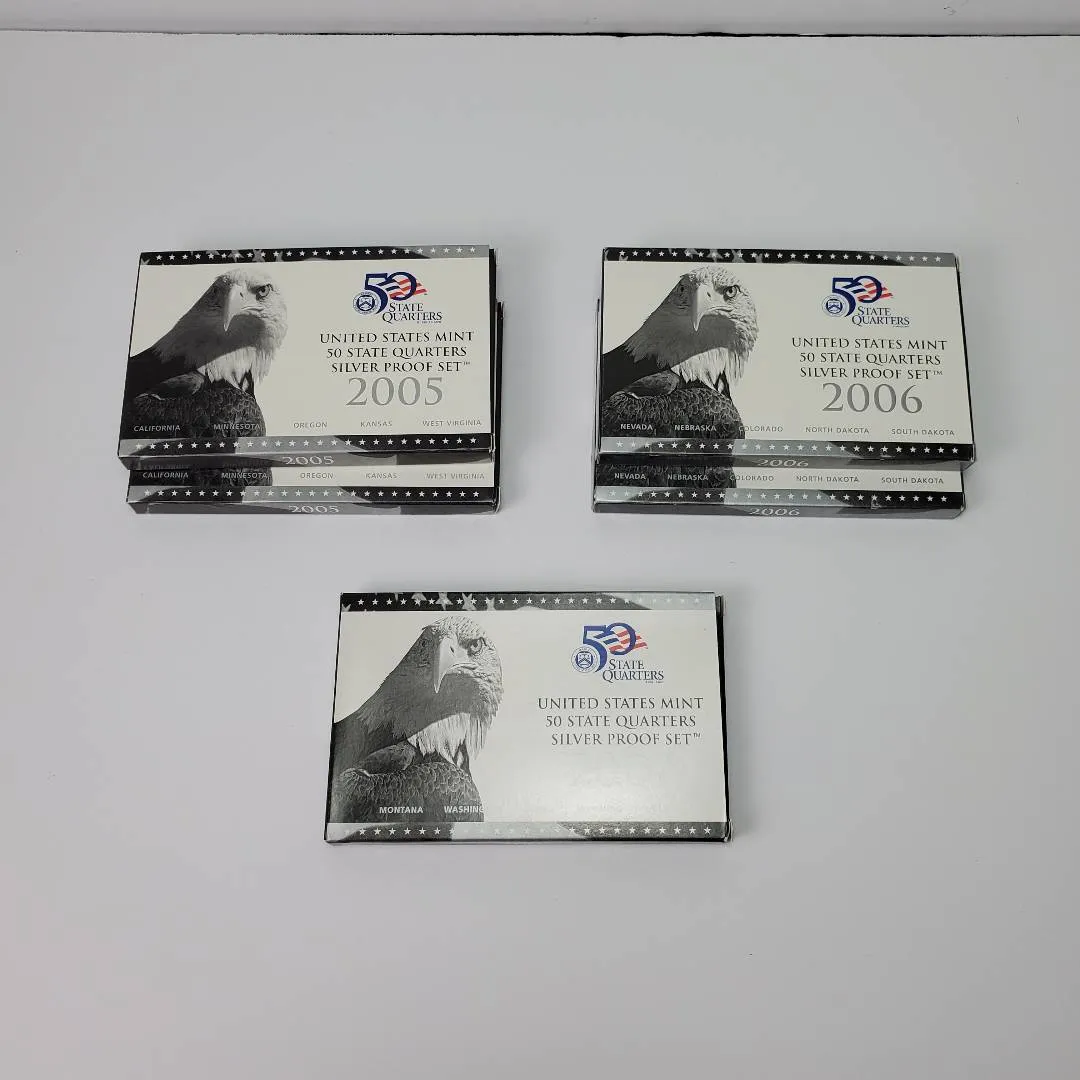 50
STATE
QUARTERS
UNITED STATES MINT
50 STATE QUARTERS
SILVER PROOF SET™
2005
CALIFORNIA MINNESOTA OREGON KANSAS WEST VIRGINIA
2005
CALIFORNIA MINNESOTA OREGON KANSAS WEST VIRGINIA
2005
50
STATE
QUARTERS
UNITED STATES MINT
50 STATE QUARTERS
SILVER PROOF SET™
2006
NEVADA NEBRASKA COLORADO NORTH DAKOTA SOUTH DAKOTA
2006
NEVADA NEBRASKA COLORADO NORTH DAKOTA SOUTH DAKOTA
2006
50
STATE
QUARTERS
UNITED STATES MINT
50 STATE QUARTERS
SILVER PROOF SET™
MONTANA WASHING